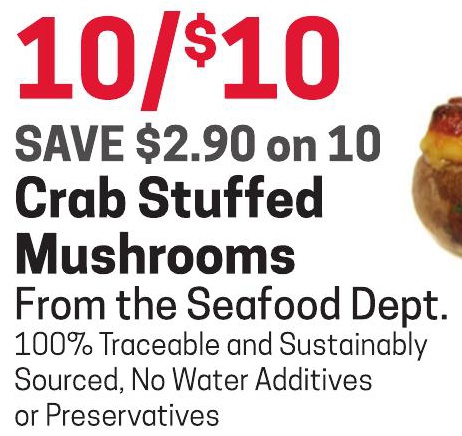 10/$10
SAVE $2.90 on 10
Crab Stuffed
Mushrooms
From the Seafood Dept.
100% Traceable and Sustainably
Sourced, No Water Additives
or Preservatives